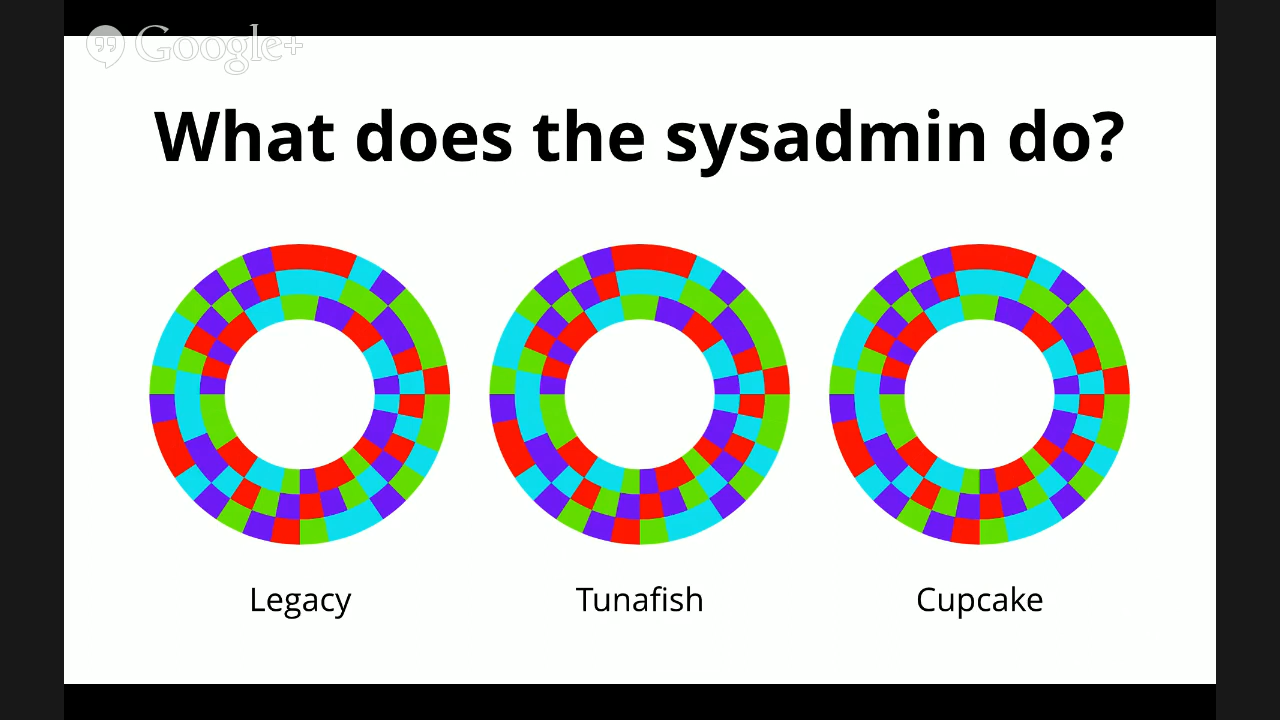 Google+
What does the sysadmin do?
Legacy
Tunafish
Cupcake